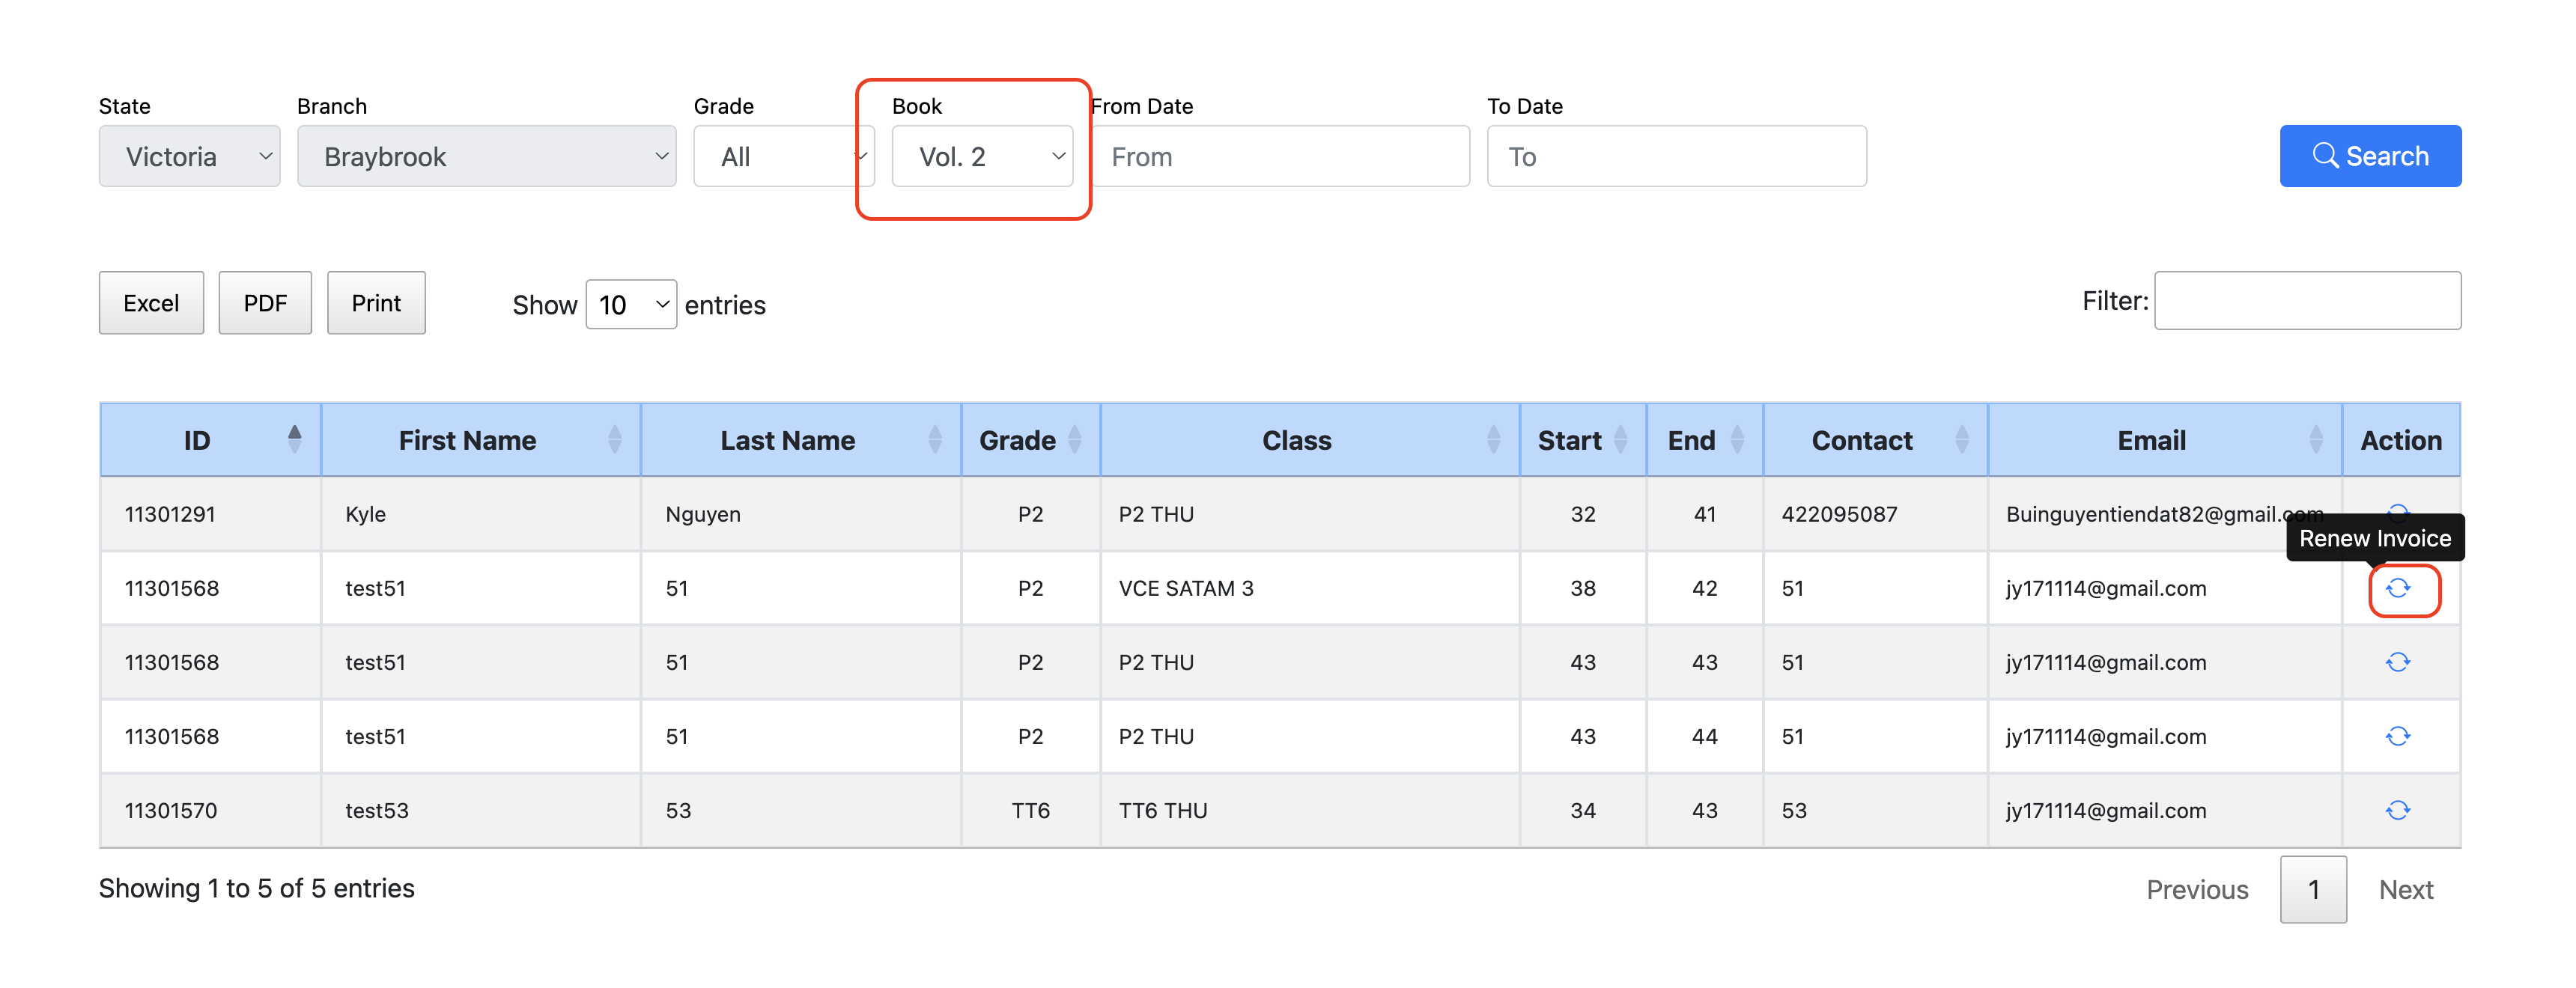 State Branch Grade Book From Date To Date
Victoria Braybrook All Vol. 2 From To Search
Excel PDF Print Show 10 entries Filter:
ID First Name Last Name Grade Class Start End Contact Email Action
11301291 Kyle Nguyen P2 P2 THU 32 41 422095087 Buinguyentiendat82@gmail.com
Renew Invoice
11301568 test51 51 P2 VCE SATAM 3 38 42 51 jy171114@gmail.com
11301568 test51 51 P2 P2 THU 43 43 51 jy171114@gmail.com
11301568 test51 51 P2 P2 THU 43 44 51 jy171114@gmail.com
11301570 test53 53 TT6 TT6 THU 34 43 53 jy171114@gmail.com
Showing 1 to 5 of 5 entries Previous 1 Next